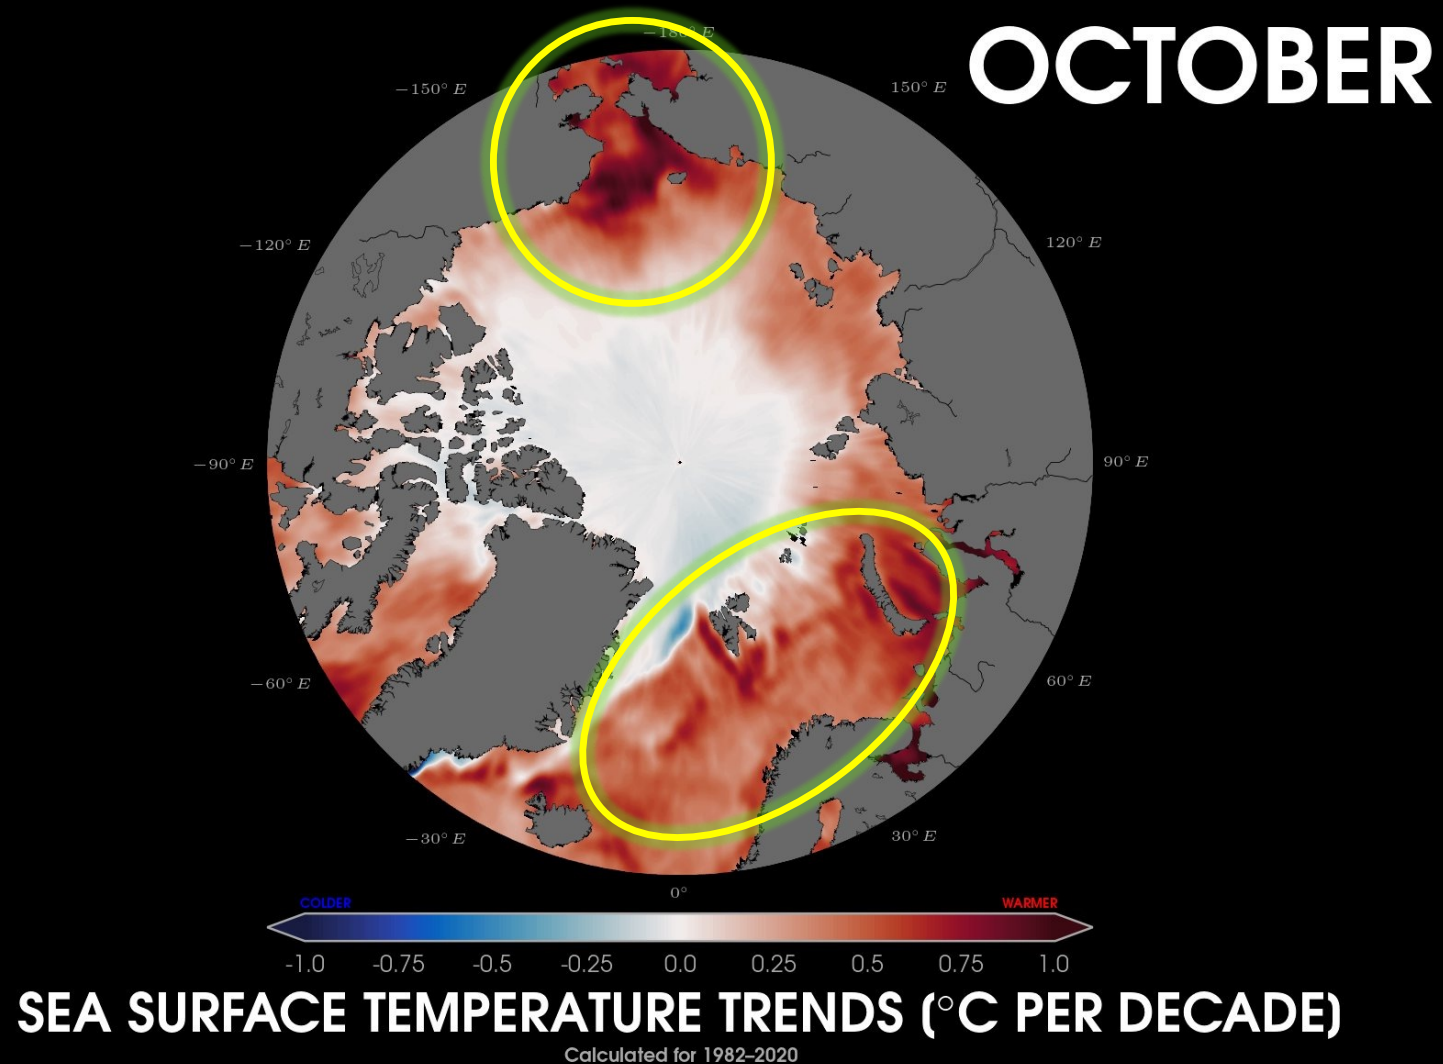 OCTOBER
−180° E
−150° E
150° E
−120° E
120° E
−90° E
90° E
−60° E
60° E
−30° E
30° E
0°
COLDER
WARMER
-1.0 -0.75 -0.5 -0.25 0.0 0.25 0.5 0.75 1.0
SEA SURFACE TEMPERATURE TRENDS (°C PER DECADE)
Calculated for 1982–2020